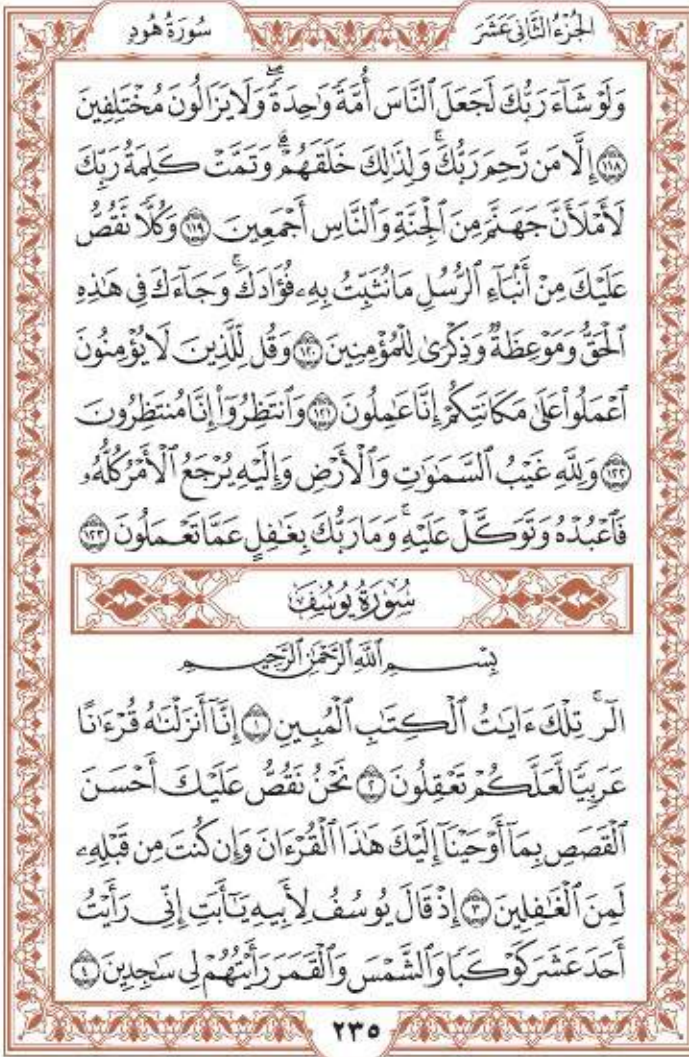 الجُزْءُ الثَّانِي عَشَرَ
سُورَةُ هُودٍ
وَلَوْ شَآءَ رَبُّكَ لَجَعَلَ ٱلنَّاسَ أُمَّةً وَٰحِدَةًۖ وَلَا يَزَالُونَ مُخْتَلِفِينَ
١١٨ إِلَّا مَن رَّحِمَ رَبُّكَۚ وَلِذَٰلِكَ خَلَقَهُمْۗ وَتَمَّتْ كَلِمَةُ رَبِّكَ
لَأَمْلَأَنَّ جَهَنَّمَ مِنَ ٱلْجِنَّةِ وَٱلنَّاسِ أَجْمَعِينَ ١١٩ وَكُلًّا نَّقُصُّ
عَلَيْكَ مِنْ أَنۢبَآءِ ٱلرُّسُلِ مَا نُثَبِّتُ بِهِۦ فُؤَادَكَۚ وَجَآءَكَ فِي هَٰذِهِ
ٱلْحَقُّ وَمَوْعِظَةٌ وَذِكْرَىٰ لِلْمُؤْمِنِينَ ١٢٠ وَقُل لِّلَّذِينَ لَا يُؤْمِنُونَ
ٱعْمَلُوا۟ عَلَىٰ مَكَانَتِكُمْ إِنَّا عَٰمِلُونَ ١٢١ وَٱنتَظِرُوٓا۟ إِنَّا مُنتَظِرُونَ
١٢٢ وَلِلَّهِ غَيْبُ ٱلسَّمَٰوَٰتِ وَٱلْأَرْضِ وَإِلَيْهِ يُرْجَعُ ٱلْأَمْرُ كُلُّهُۥ
فَٱعْبُدْهُ وَتَوَكَّلْ عَلَيْهِۚ وَمَا رَبُّكَ بِغَٰفِلٍ عَمَّا تَعْمَلُونَ ١٢٣
سُورَةُ يُوسُفَ
بِسْمِ ٱللَّهِ ٱلرَّحْمَٰنِ ٱلرَّحِيمِ
الٓرۚ تِلْكَ ءَايَٰتُ ٱلْكِتَٰبِ ٱلْمُبِينِ ١ إِنَّآ أَنزَلْنَٰهُ قُرْءَٰنًا
عَرَبِيًّا لَّعَلَّكُمْ تَعْقِلُونَ ٢ نَحْنُ نَقُصُّ عَلَيْكَ أَحْسَنَ
ٱلْقَصَصِ بِمَآ أَوْحَيْنَآ إِلَيْكَ هَٰذَا ٱلْقُرْءَانَ وَإِن كُنتَ مِن قَبْلِهِۦ
لَمِنَ ٱلْغَٰفِلِينَ ٣ إِذْ قَالَ يُوسُفُ لِأَبِيهِ يَٰٓأَبَتِ إِنِّي رَأَيْتُ
أَحَدَ عَشَرَ كَوْكَبًا وَٱلشَّمْسَ وَٱلْقَمَرَ رَأَيْتُهُمْ لِي سَٰجِدِينَ ٤
٢٣٥